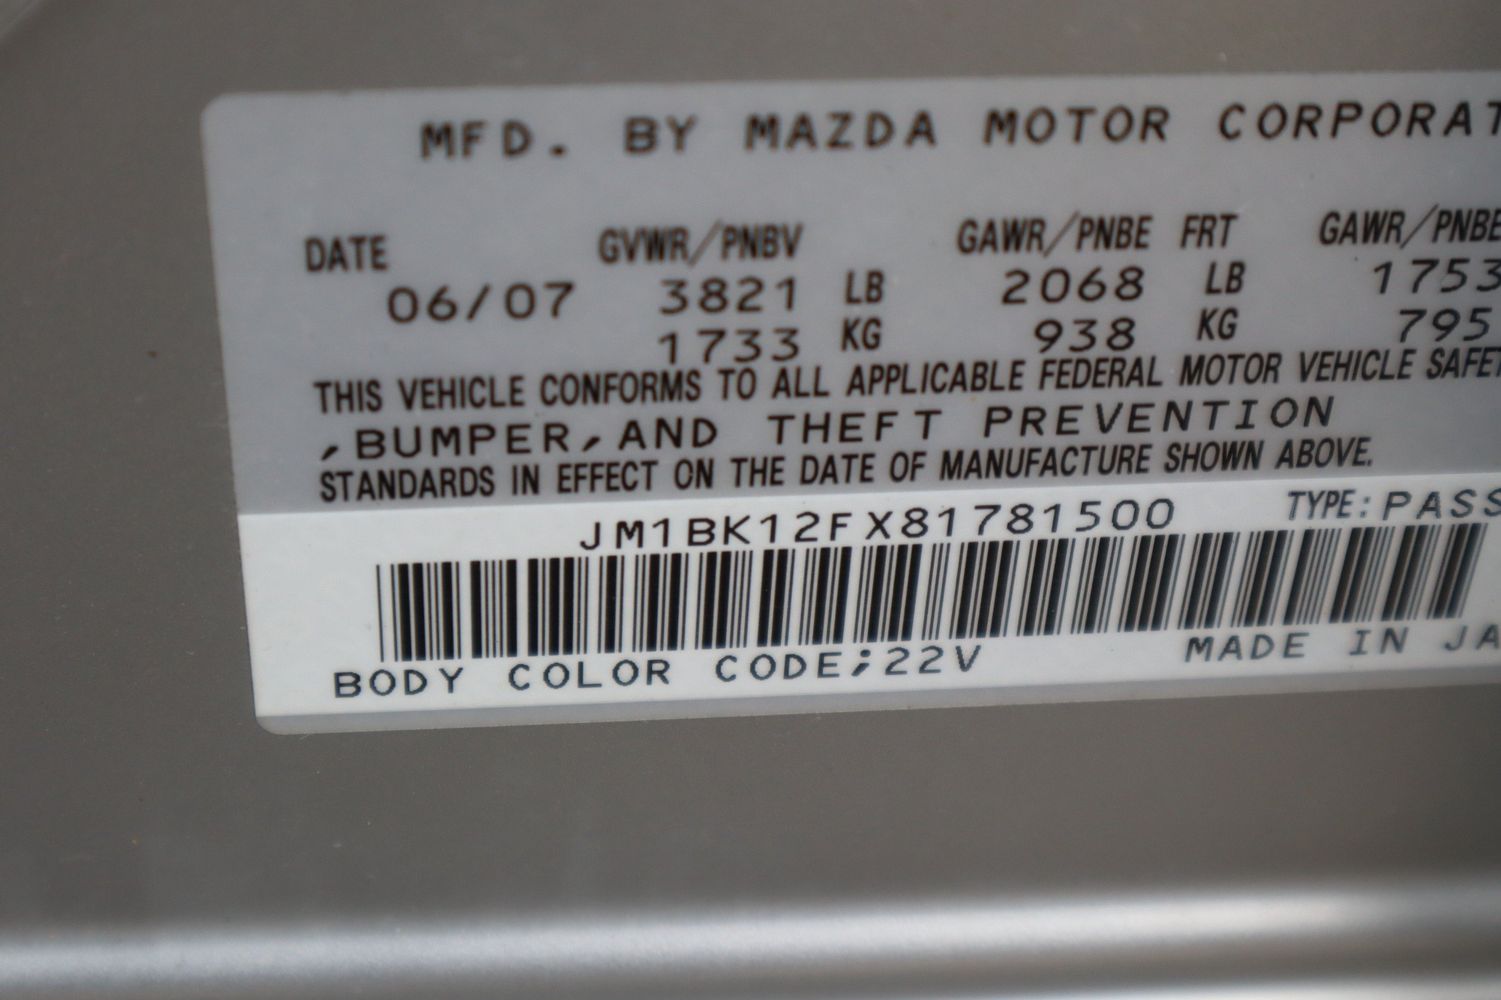 MFD. BY MAZDA MOTOR CORPORAT
DATE GVWR/PNBV GAWR/PNBE FRT GAWR/PNBE
06/07 3821 LB 2068 LB 1753
1733 KG 938 KG 795
THIS VEHICLE CONFORMS TO ALL APPLICABLE FEDERAL MOTOR VEHICLE SAFET
,BUMPER,AND THEFT PREVENTION
STANDARDS IN EFFECT ON THE DATE OF MANUFACTURE SHOWN ABOVE.
JM1BK12FX81781500 TYPE:PASS
BODY COLOR CODE;22V MADE IN JA